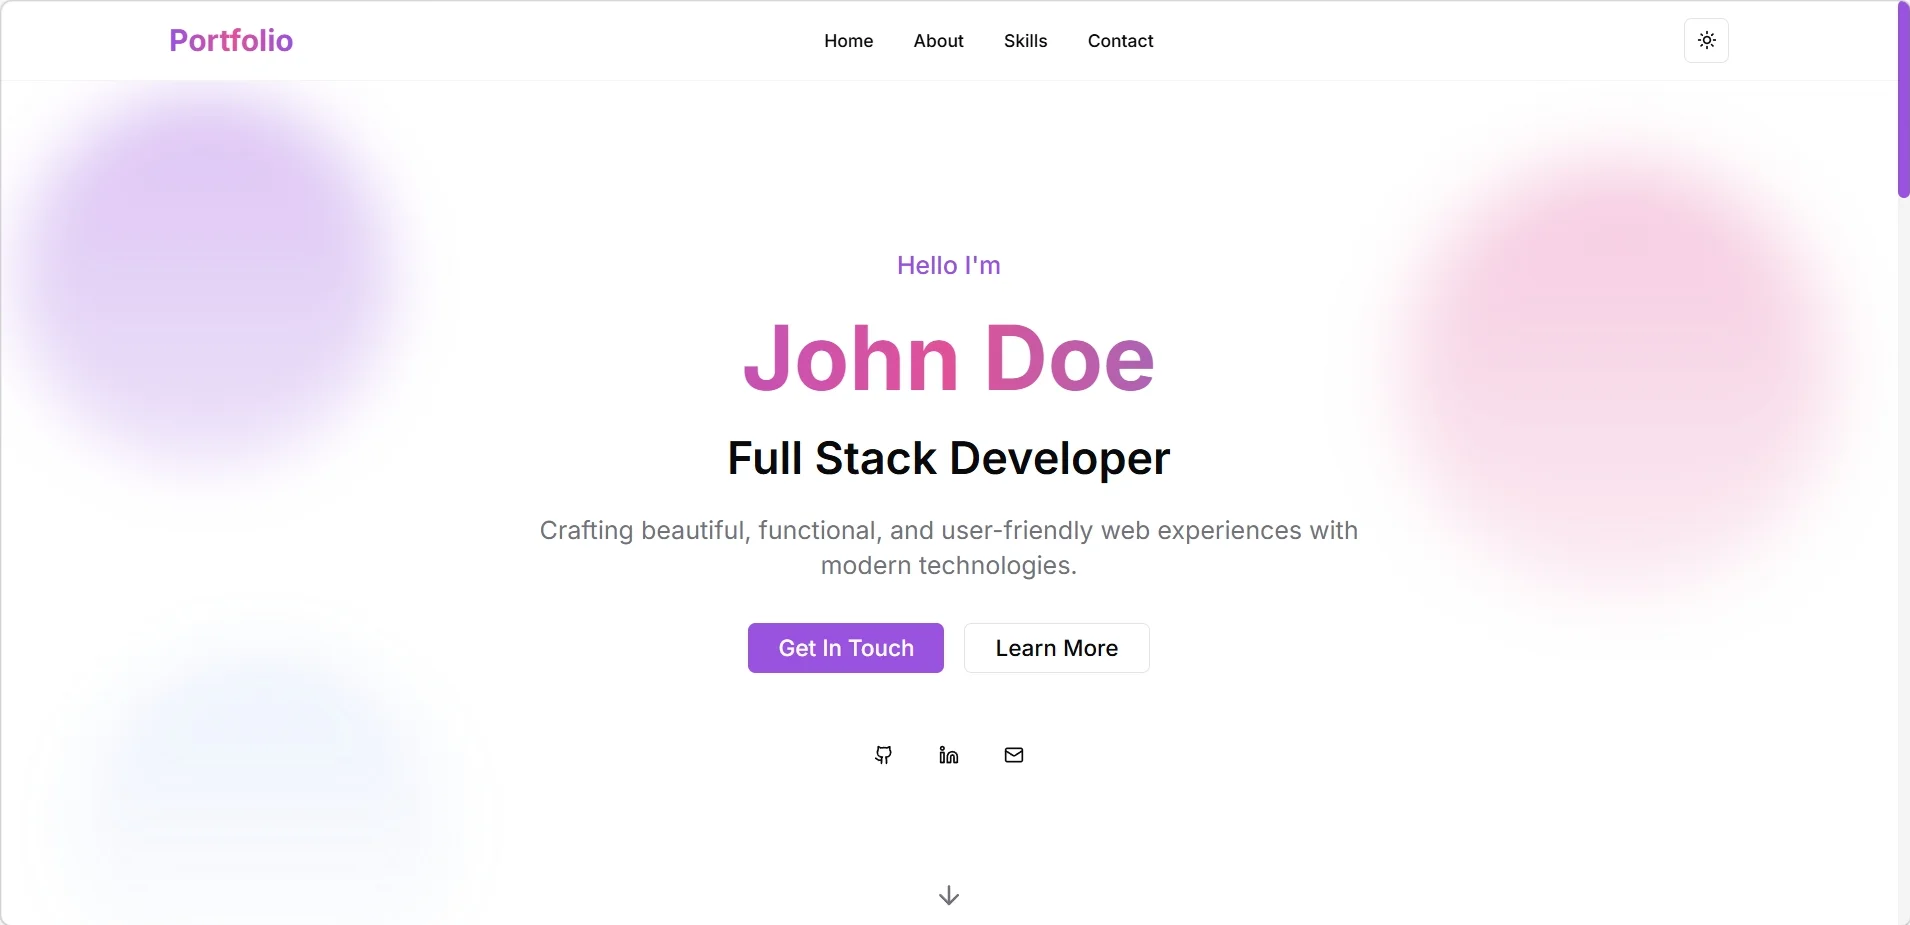 Portfolio
Home
About
Skills
Contact
Hello I'm
John Doe
Full Stack Developer
Crafting beautiful, functional, and user-friendly web experiences with
modern technologies.
Get In Touch
Learn More